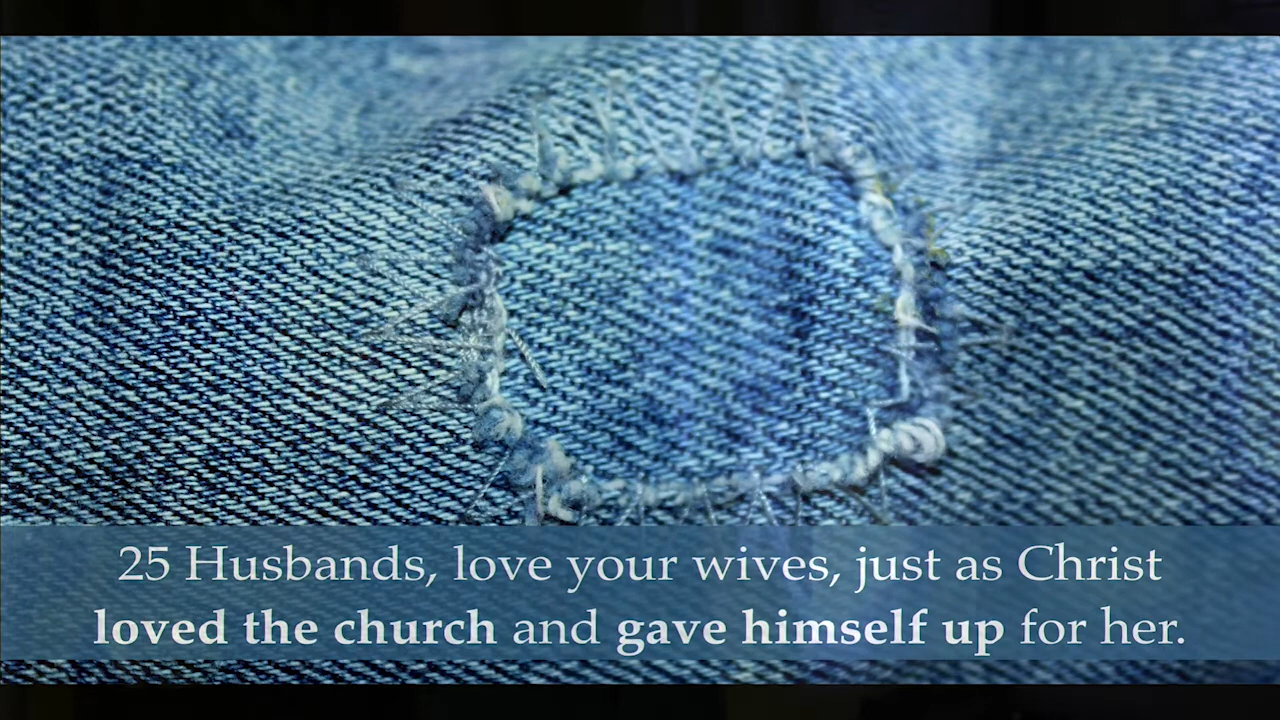 25 Husbands, love your wives, just as Christ
loved the church and gave himself up for her.